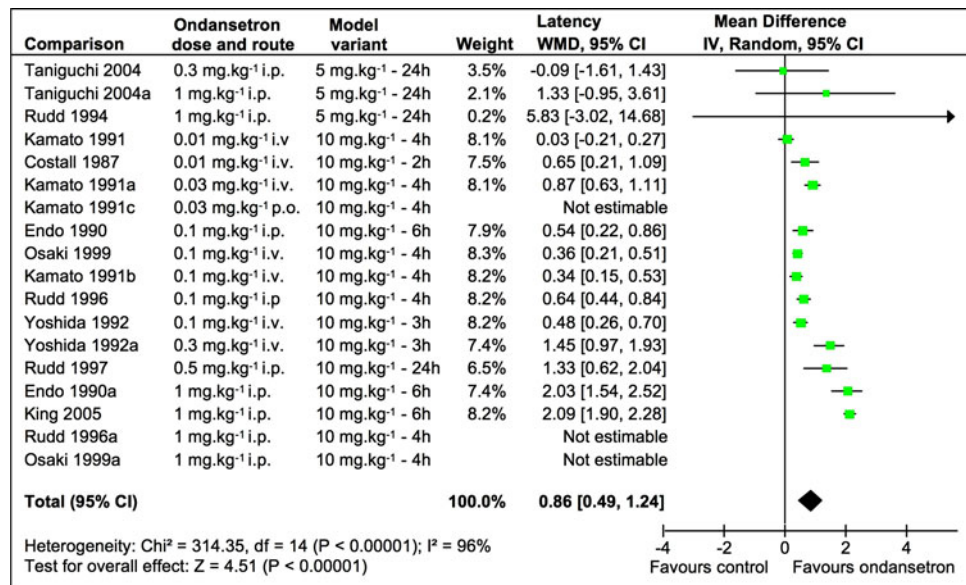 Ondansetron Model Latency Mean Difference
Comparison dose and route variant Weight WMD, 95% CI IV, Random, 95% CI
Taniguchi 2004 0.3 mg.kg⁻¹ i.p. 5 mg.kg⁻¹ - 24h 3.5% -0.09 [-1.61, 1.43]
Taniguchi 2004a 1 mg.kg⁻¹ i.p. 5 mg.kg⁻¹ - 24h 2.1% 1.33 [-0.95, 3.61]
Rudd 1994 1 mg.kg⁻¹ i.p. 5 mg.kg⁻¹ - 24h 0.2% 5.83 [-3.02, 14.68]
Kamato 1991 0.01 mg.kg⁻¹ i.v 10 mg.kg⁻¹ - 4h 8.1% 0.03 [-0.21, 0.27]
Costall 1987 0.01 mg.kg⁻¹ i.v. 10 mg.kg⁻¹ - 2h 7.5% 0.65 [0.21, 1.09]
Kamato 1991a 0.03 mg.kg⁻¹ i.v. 10 mg.kg⁻¹ - 4h 8.1% 0.87 [0.63, 1.11]
Kamato 1991c 0.03 mg.kg⁻¹ p.o. 10 mg.kg⁻¹ - 4h Not estimable
Endo 1990 0.1 mg.kg⁻¹ i.p. 10 mg.kg⁻¹ - 6h 7.9% 0.54 [0.22, 0.86]
Osaki 1999 0.1 mg.kg⁻¹ i.v. 10 mg.kg⁻¹ - 4h 8.3% 0.36 [0.21, 0.51]
Kamato 1991b 0.1 mg.kg⁻¹ i.v. 10 mg.kg⁻¹ - 4h 8.2% 0.34 [0.15, 0.53]
Rudd 1996 0.1 mg.kg⁻¹ i.p 10 mg.kg⁻¹ - 4h 8.2% 0.64 [0.44, 0.84]
Yoshida 1992 0.1 mg.kg⁻¹ i.v. 10 mg.kg⁻¹ - 3h 8.2% 0.48 [0.26, 0.70]
Yoshida 1992a 0.3 mg.kg⁻¹ i.v. 10 mg.kg⁻¹ - 3h 7.4% 1.45 [0.97, 1.93]
Rudd 1997 0.5 mg.kg⁻¹ i.p. 10 mg.kg⁻¹ - 24h 6.5% 1.33 [0.62, 2.04]
Endo 1990a 1 mg.kg⁻¹ i.p. 10 mg.kg⁻¹ - 6h 7.4% 2.03 [1.54, 2.52]
King 2005 1 mg.kg⁻¹ i.p. 10 mg.kg⁻¹ - 6h 8.2% 2.09 [1.90, 2.28]
Rudd 1996a 1 mg.kg⁻¹ i.p. 10 mg.kg⁻¹ - 4h Not estimable
Osaki 1999a 1 mg.kg⁻¹ i.p. 10 mg.kg⁻¹ - 4h Not estimable
Total (95% CI) 100.0% 0.86 [0.49, 1.24]
Heterogeneity: Chi² = 314.35, df = 14 (P < 0.00001); I² = 96%
Test for overall effect: Z = 4.51 (P < 0.00001)
-4 -2 0 2 4
Favours control Favours ondansetron